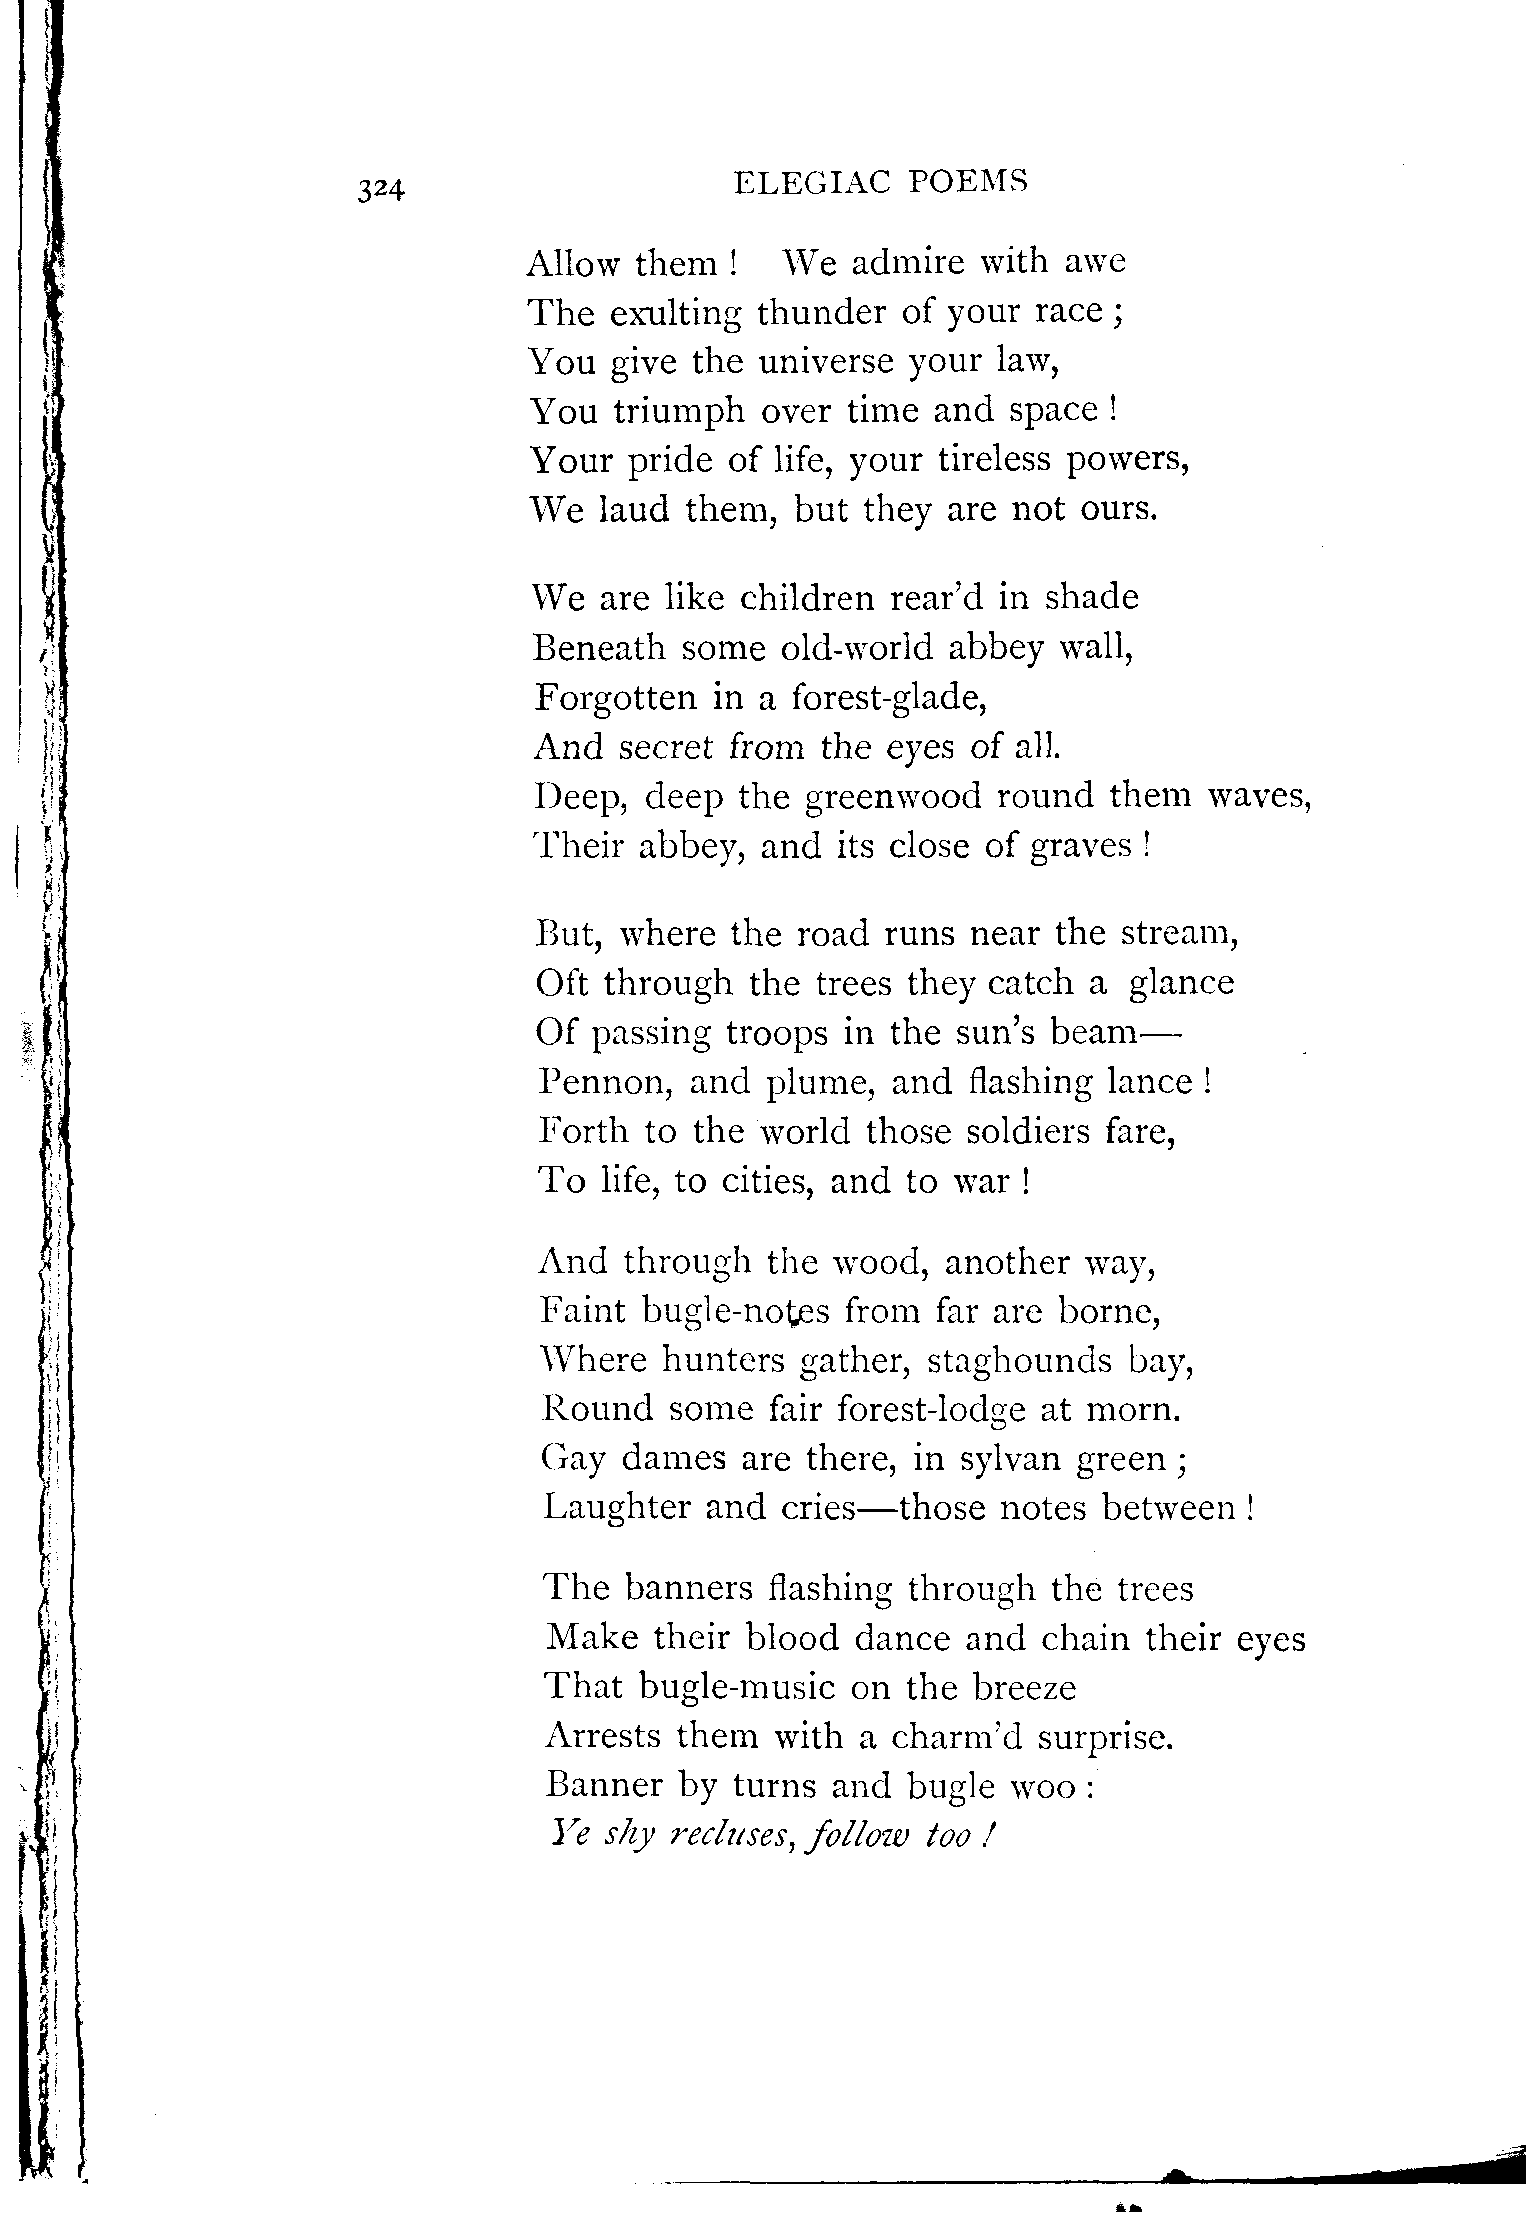 324
ELEGIAC POEMS
Allow them ! We admire with awe
The exulting thunder of your race ;
You give the universe your law,
You triumph over time and space !
Your pride of life, your tireless powers,
We laud them, but they are not ours.
We are like children rear'd in shade
Beneath some old-world abbey wall,
Forgotten in a forest-glade,
And secret from the eyes of all.
Deep, deep the greenwood round them waves,
Their abbey, and its close of graves !
But, where the road runs near the stream,
Oft through the trees they catch a glance
Of passing troops in the sun's beam—
Pennon, and plume, and flashing lance !
Forth to the world those soldiers fare,
To life, to cities, and to war !
And through the wood, another way,
Faint bugle-notes from far are borne,
Where hunters gather, staghounds bay,
Round some fair forest-lodge at morn.
Gay dames are there, in sylvan green ;
Laughter and cries—those notes between !
The banners flashing through the trees
Make their blood dance and chain their eyes
That bugle-music on the breeze
Arrests them with a charm'd surprise.
Banner by turns and bugle woo :
Ye shy recluses, follow too !